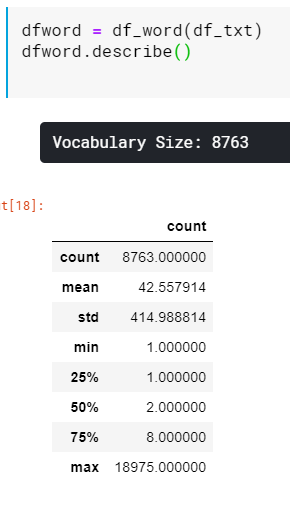 dfword = df_word(df_txt)
dfword.describe()
Vocabulary Size: 8763
t[18]:
count
count 8763.000000
mean 42.557914
std 414.988814
min 1.000000
25% 1.000000
50% 2.000000
75% 8.000000
max 18975.000000